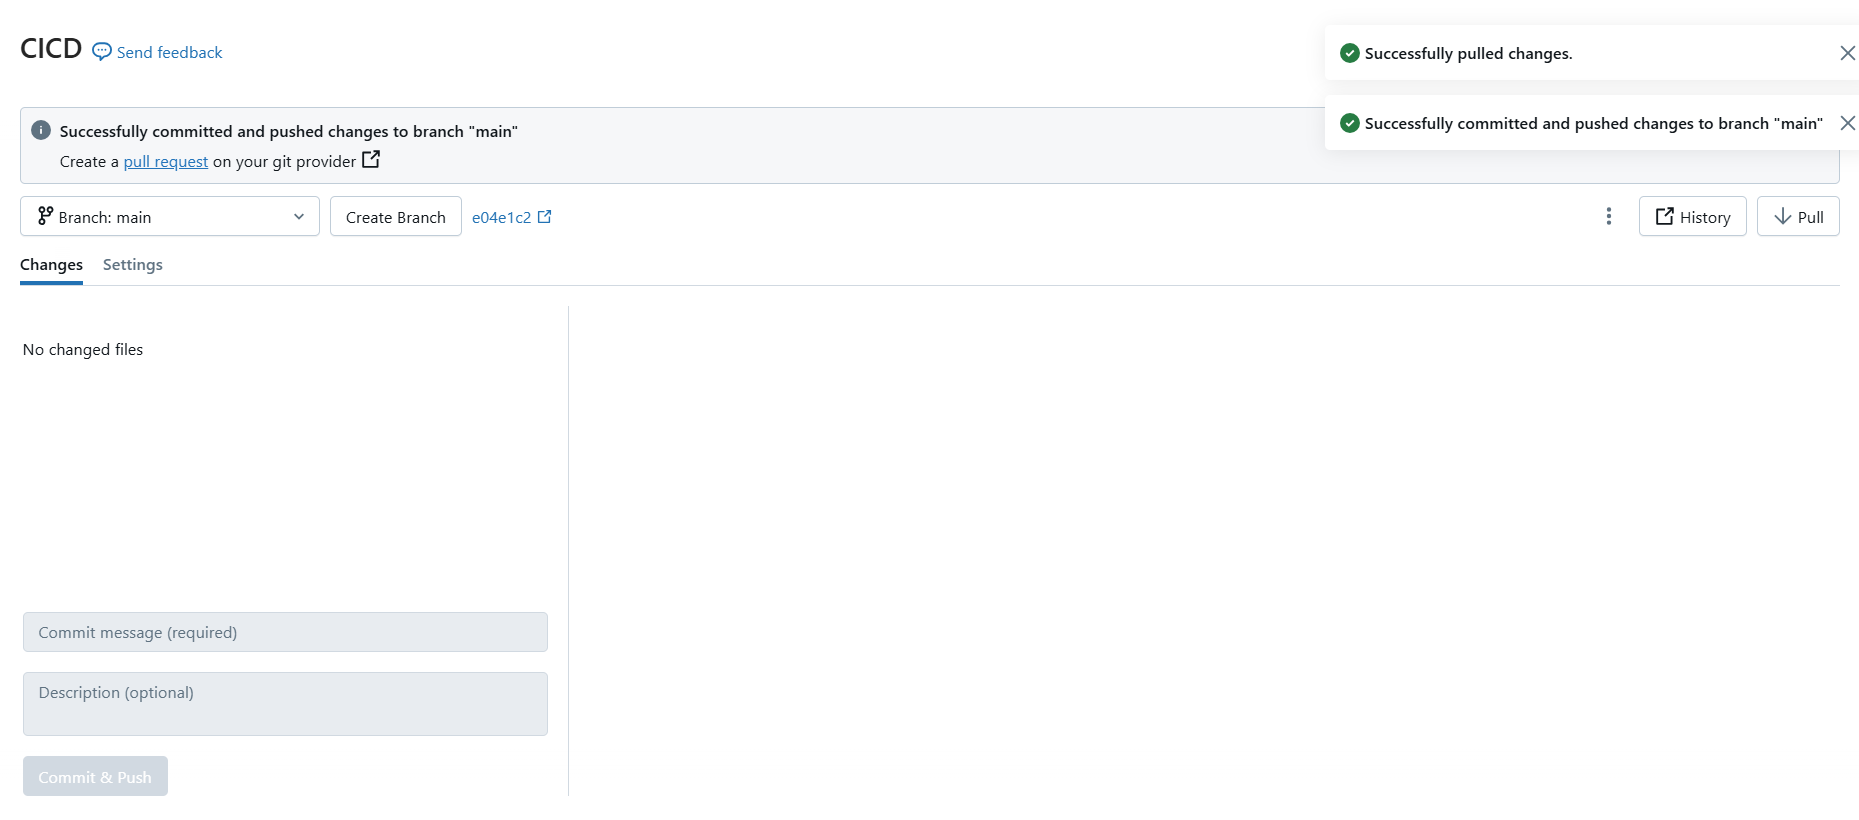 CICD
Send feedback
Successfully pulled changes.
Successfully committed and pushed changes to branch "main"
Successfully committed and pushed changes to branch "main"
Create a pull request on your git provider
Branch: main
Create Branch
e04e1c2
History
Pull
Changes
Settings
No changed files
Commit message (required)
Description (optional)
Commit & Push